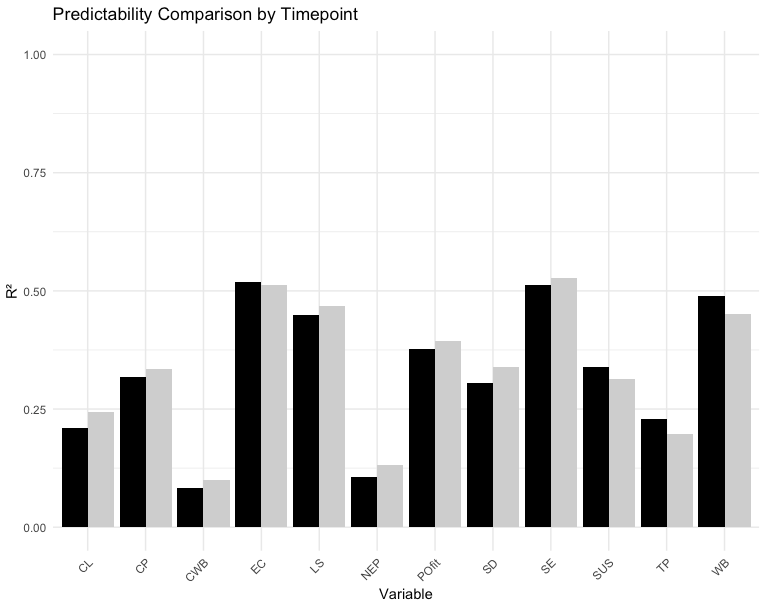 Predictability Comparison by Timepoint
1.00
0.75
0.50
0.25
0.00
R²
CL
CP
CWB
EC
LS
NEP
POfit
SD
SE
SUS
TP
WB
Variable